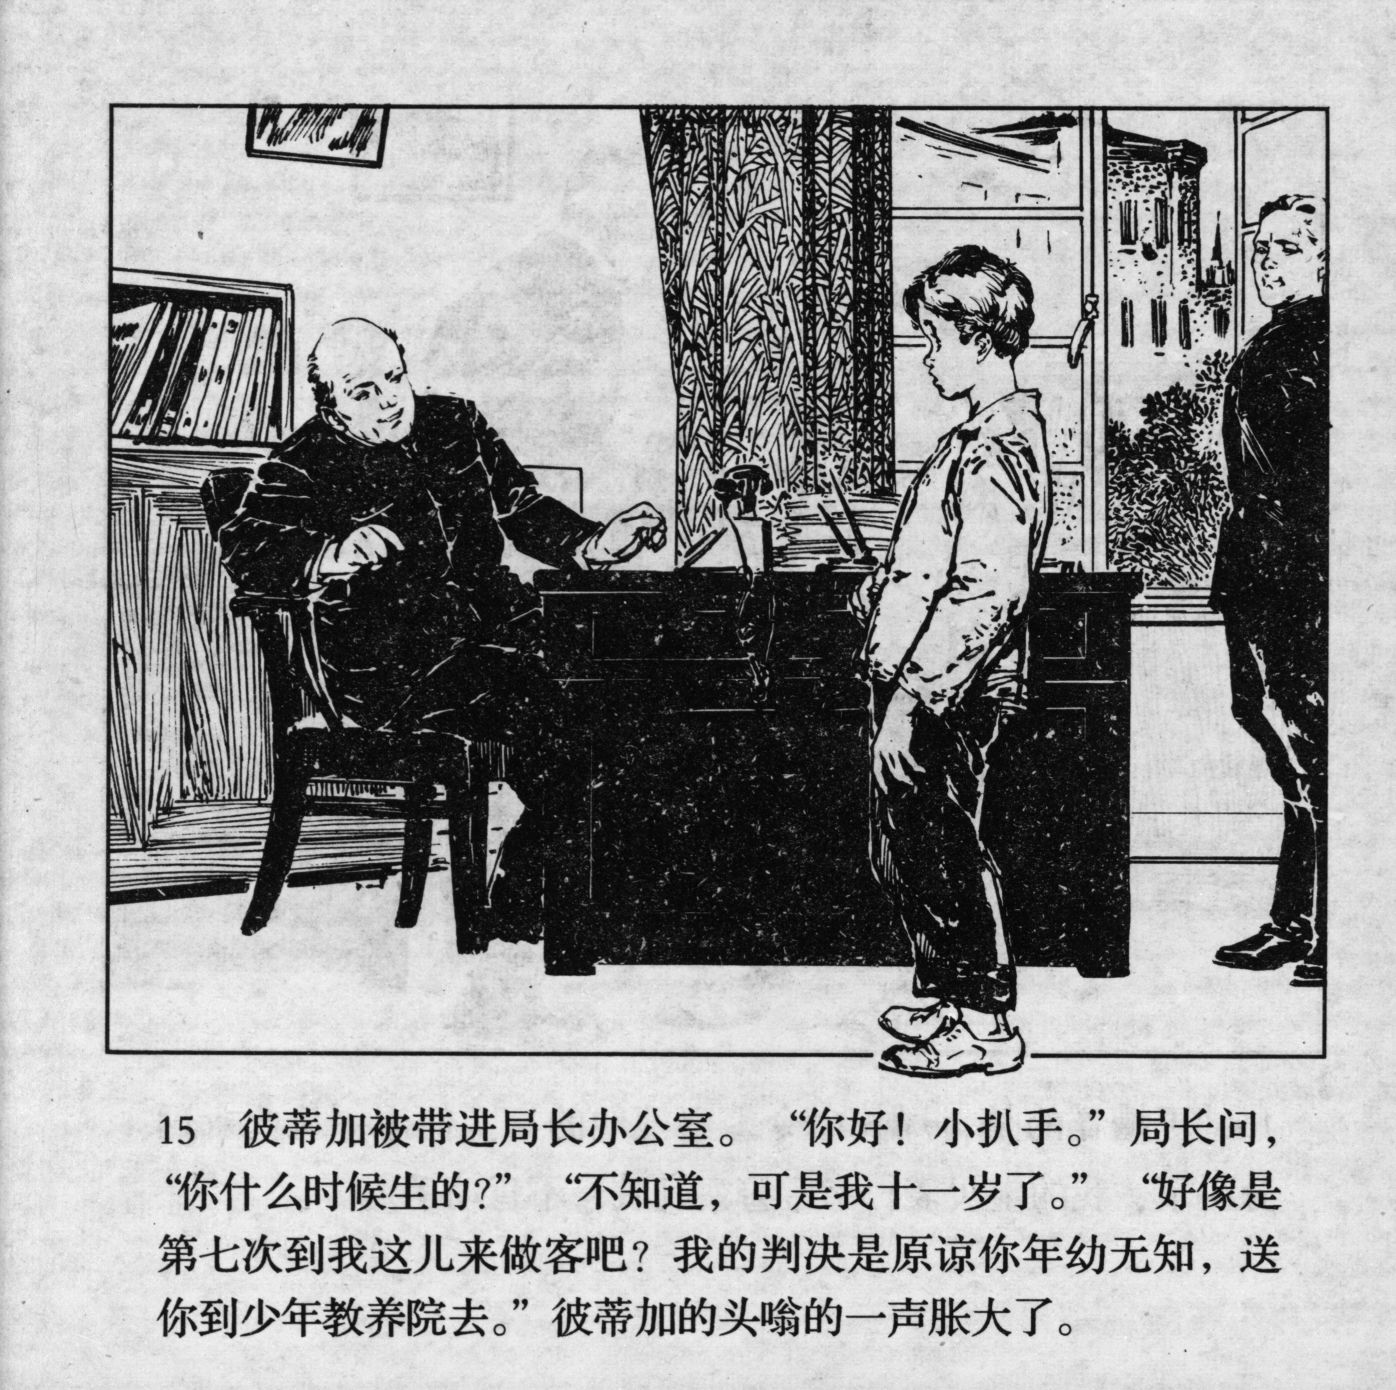 15 彼蒂加被带进局长办公室。 “你好！小扒手。”局长问，
“你什么时候生的？” “不知道，可是我十一岁了。” “好像是
第七次到我这儿来做客吧？我的判决是原谅你年幼无知，送
你到少年教养院去。”彼蒂加的头嗡的一声胀大了。